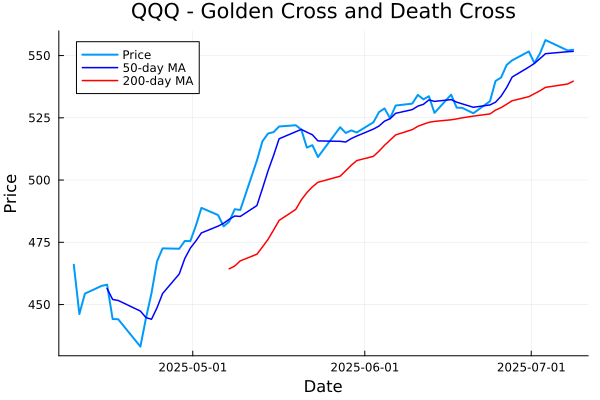 QQQ - Golden Cross and Death Cross
Price
50-day MA
200-day MA
550
525
500
475
450
Price
2025-05-01
2025-06-01
2025-07-01
Date